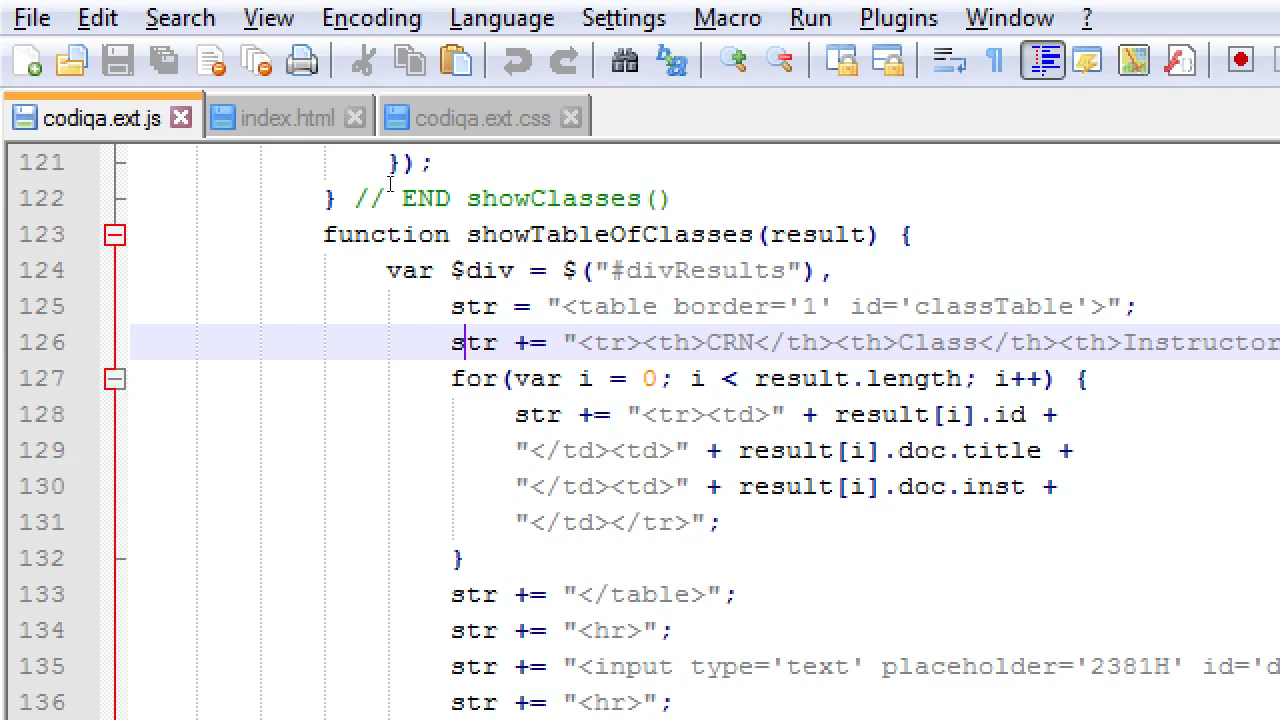 File Edit Search View Encoding Language Settings Macro Run Plugins Window ?
codiqa.ext.js index.html codiqa.ext.css
121 });
122 } // END showClasses()
123 function showTableOfClasses(result) {
124 var $div = $("#divResults"),
125 str = "<table border='1' id='classTable'>";
126 str += "<tr><th>CRN</th><th>Class</th><th>Instructor
127 for(var i = 0; i < result.length; i++) {
128 str += "<tr><td>" + result[i].id +
129 "</td><td>" + result[i].doc.title +
130 "</td><td>" + result[i].doc.inst +
131 "</td></tr>";
132 }
133 str += "</table>";
134 str += "<hr>";
135 str += "<input type='text' placeholder='2381H' id='d
136 str += "<hr>";